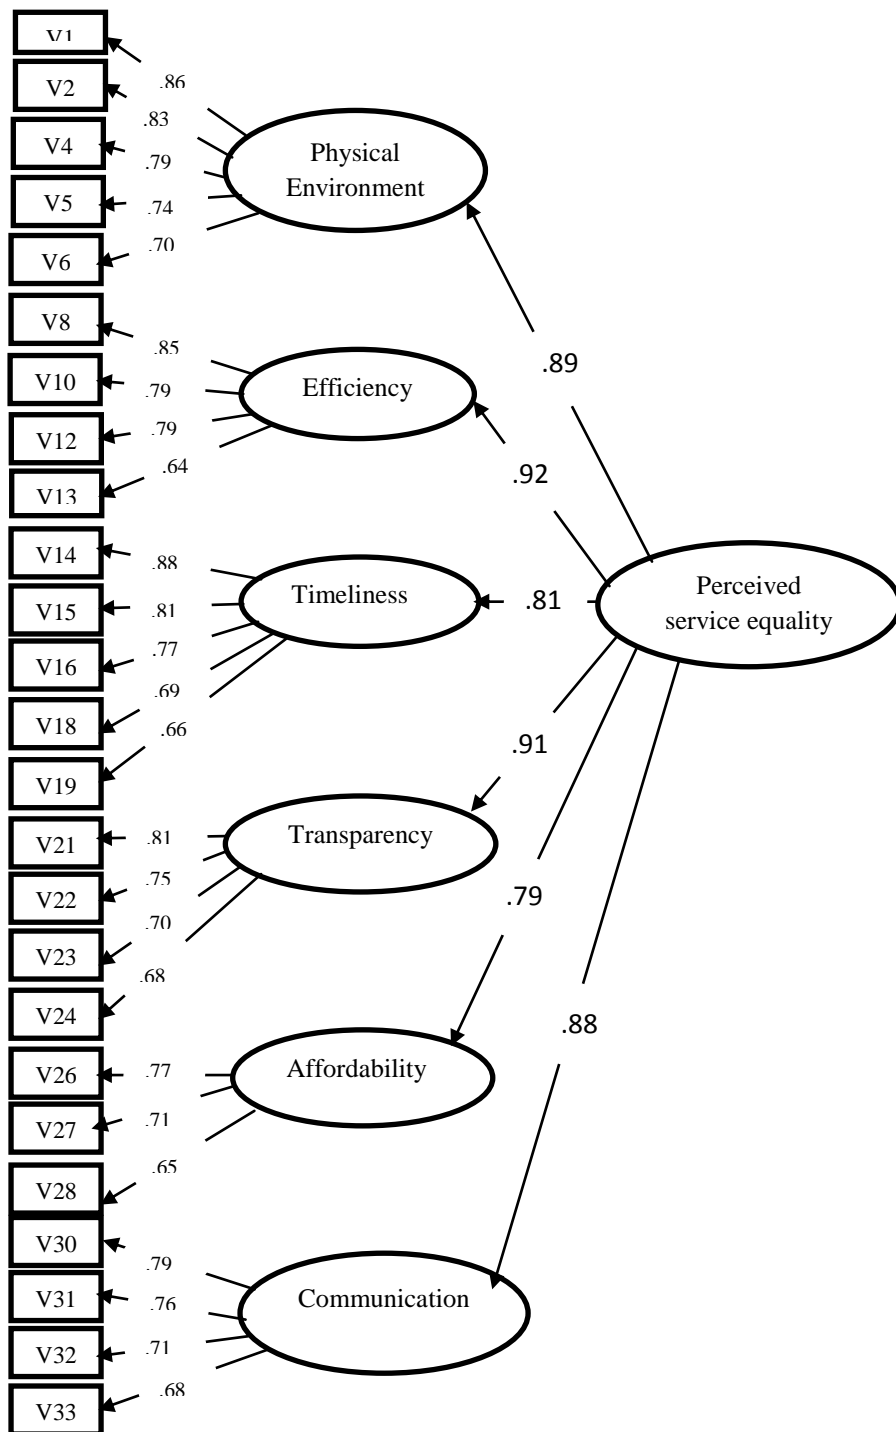 V1
.86
V2
.83
V4
.79
V5
.74
V6
.70
Physical
Environment
V8
.85
V10
.79
V12
.79
V13
.64
Efficiency
.89
.92
V14
.88
V15
.81
V16
.77
V18
.69
V19
.66
Timeliness
.81
Perceived
service equality
V21
.81
V22
.75
V23
.70
V24
.68
Transparency
.91
V26
.77
V27
.71
V28
.65
Affordability
.79
V30
.79
V31
.76
V32
.71
V33
.68
Communication
.88